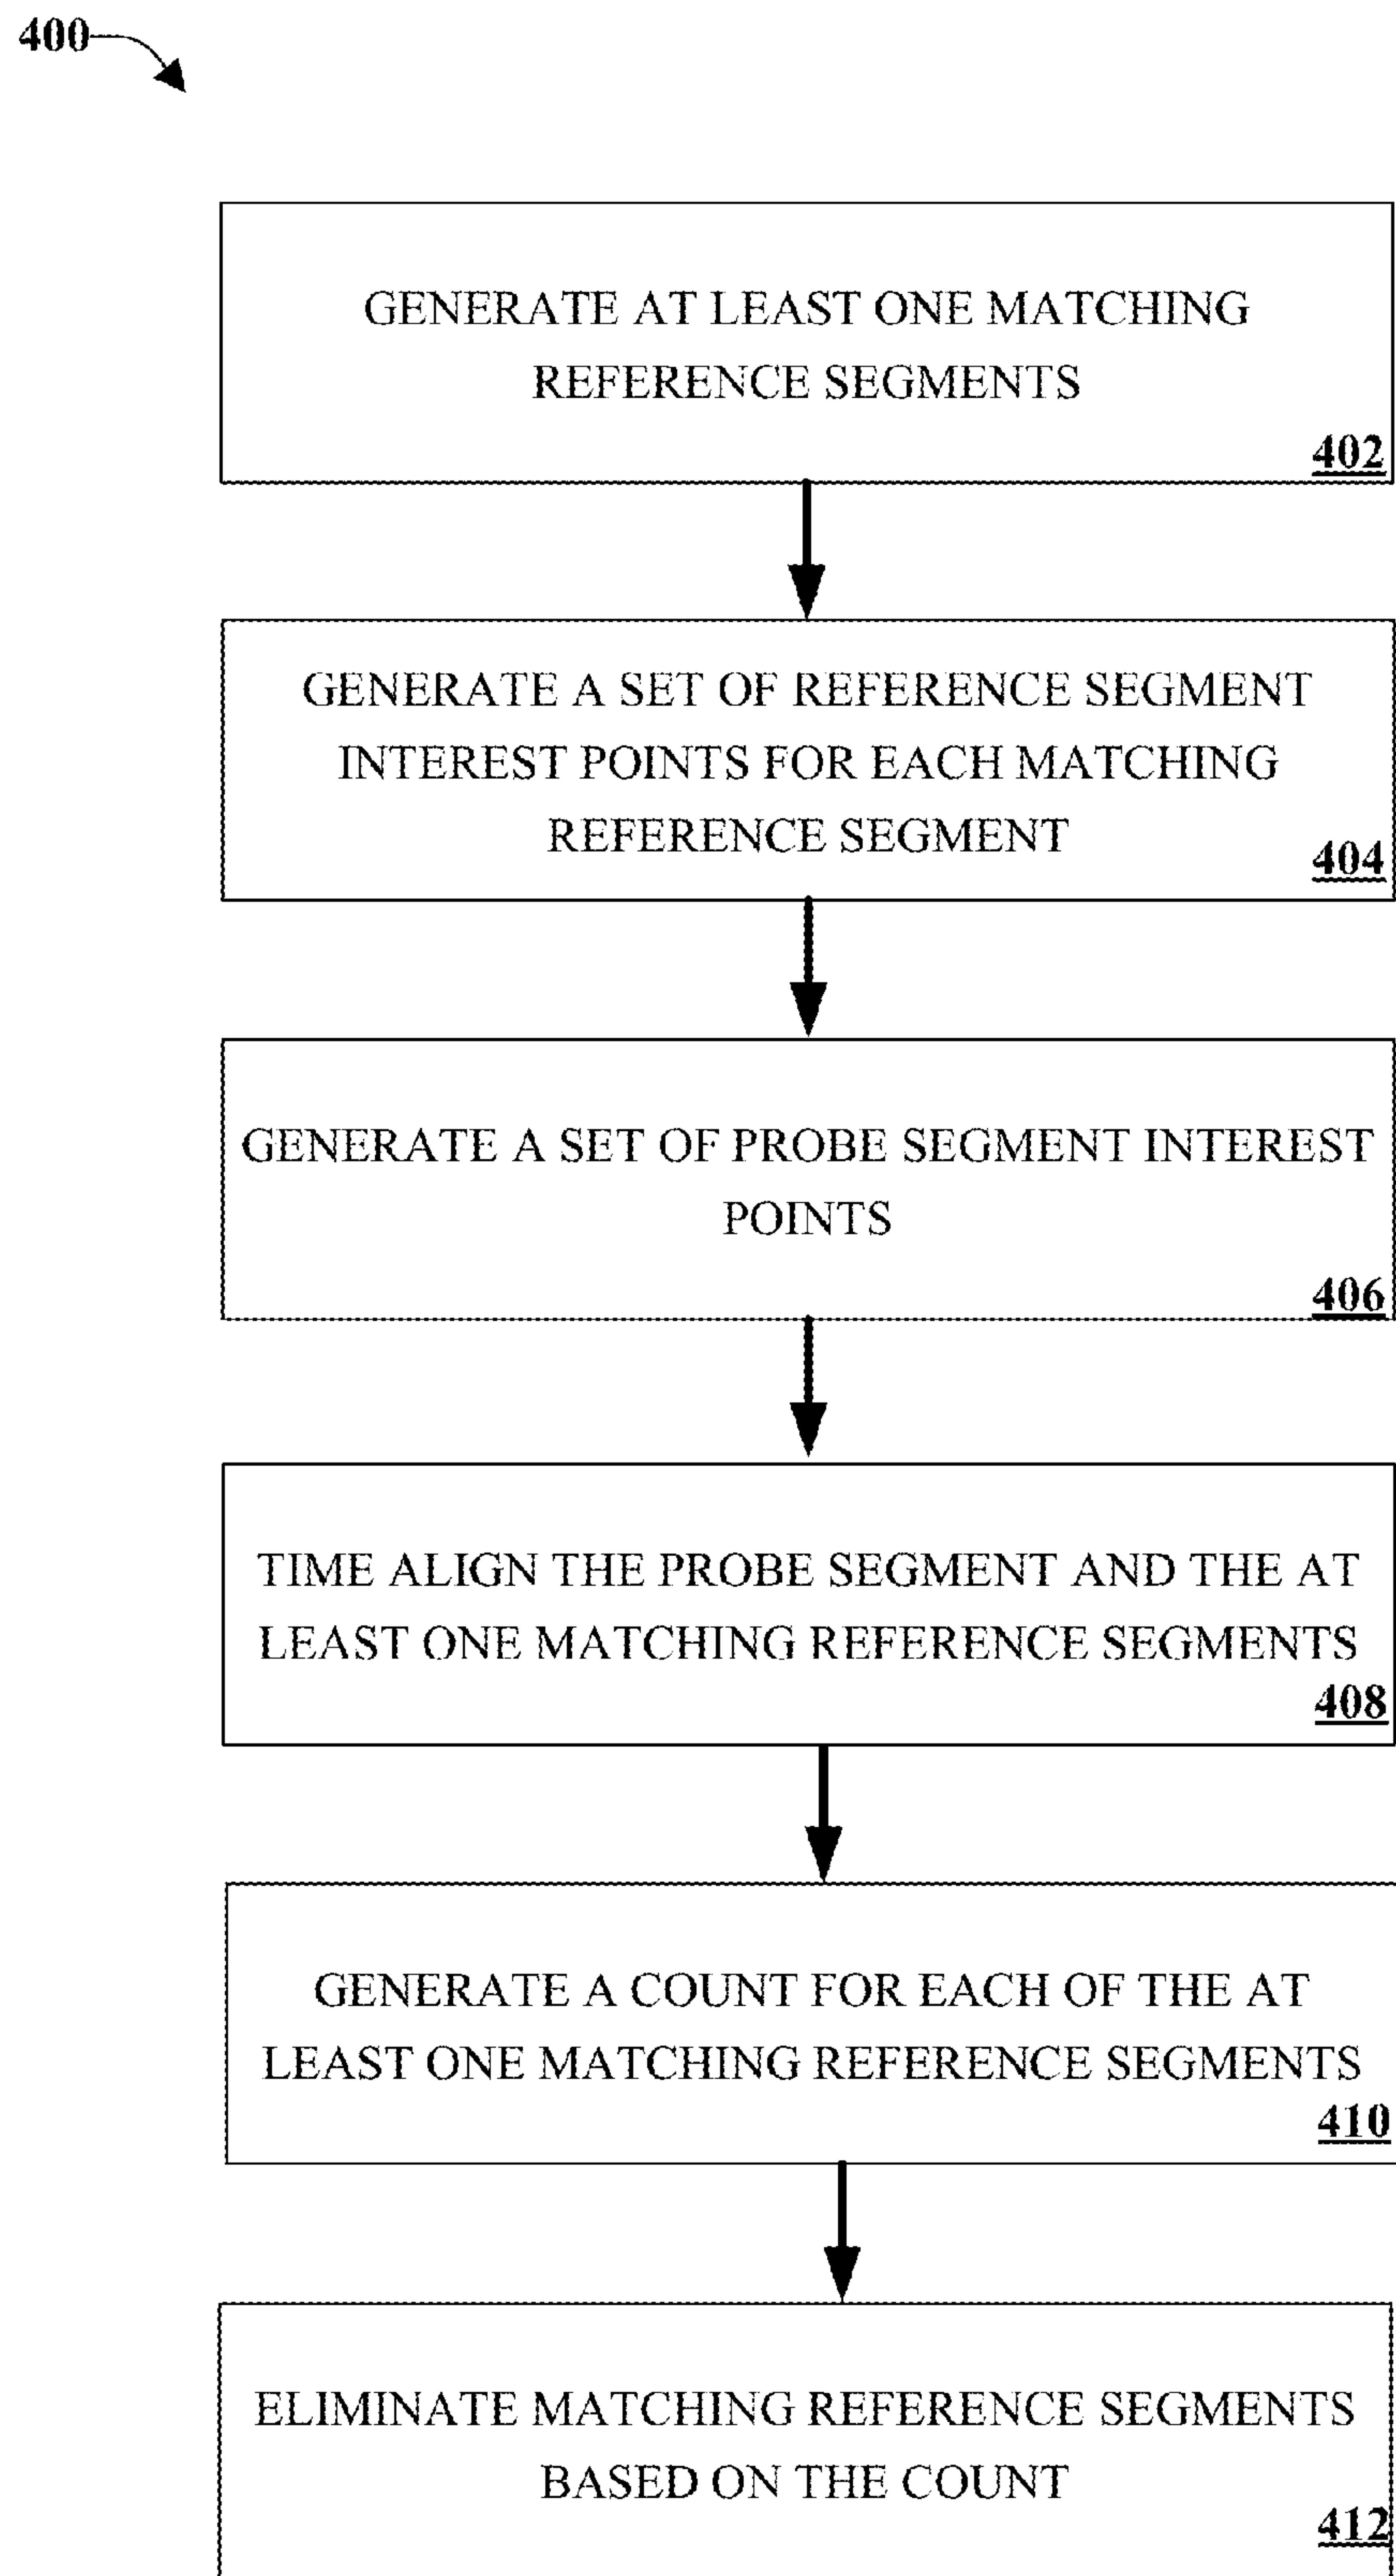 400
GENERATE AT LEAST ONE MATCHING
REFERENCE SEGMENTS
402
GENERATE A SET OF REFERENCE SEGMENT
INTEREST POINTS FOR EACH MATCHING
REFERENCE SEGMENT
404
GENERATE A SET OF PROBE SEGMENT INTEREST
POINTS
406
TIME ALIGN THE PROBE SEGMENT AND THE AT
LEAST ONE MATCHING REFERENCE SEGMENTS
408
GENERATE A COUNT FOR EACH OF THE AT
LEAST ONE MATCHING REFERENCE SEGMENTS
410
ELIMINATE MATCHING REFERENCE SEGMENTS
BASED ON THE COUNT
412